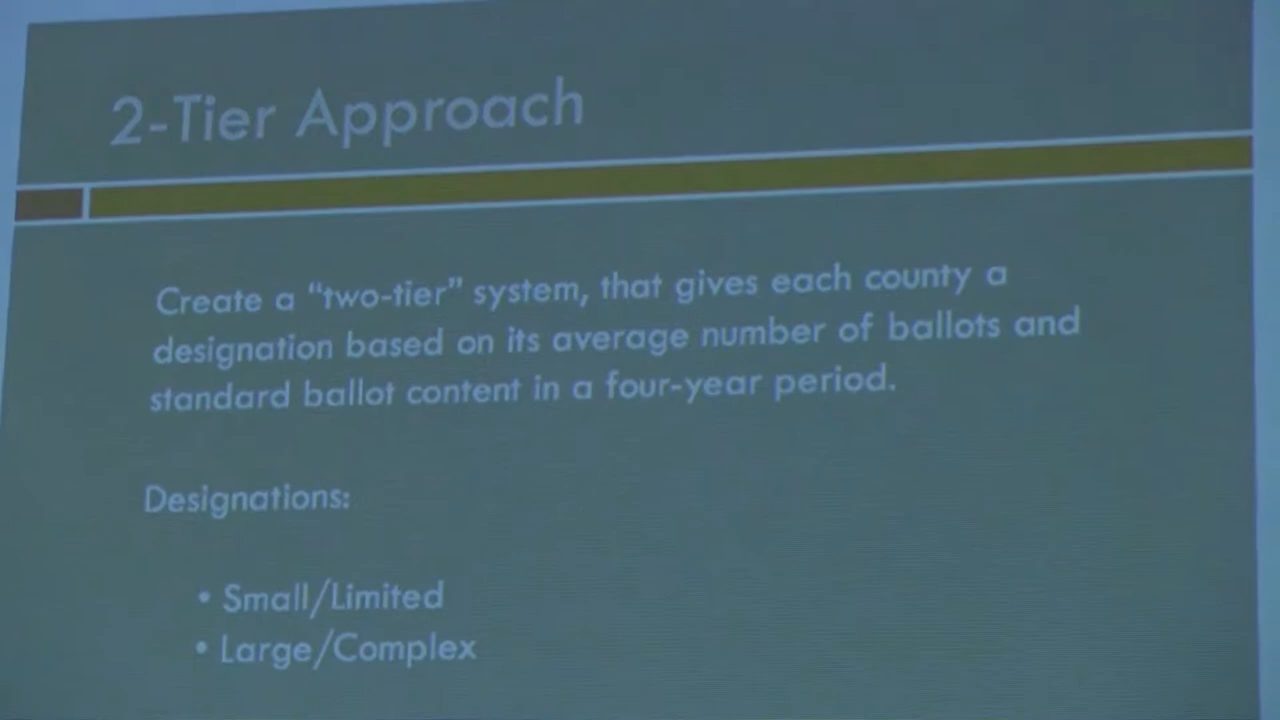 2-Tier Approach
Create a “two-tier” system, that gives each county a
designation based on its average number of ballots and
standard ballot content in a four-year period.
Designations:
• Small/Limited
• Large/Complex